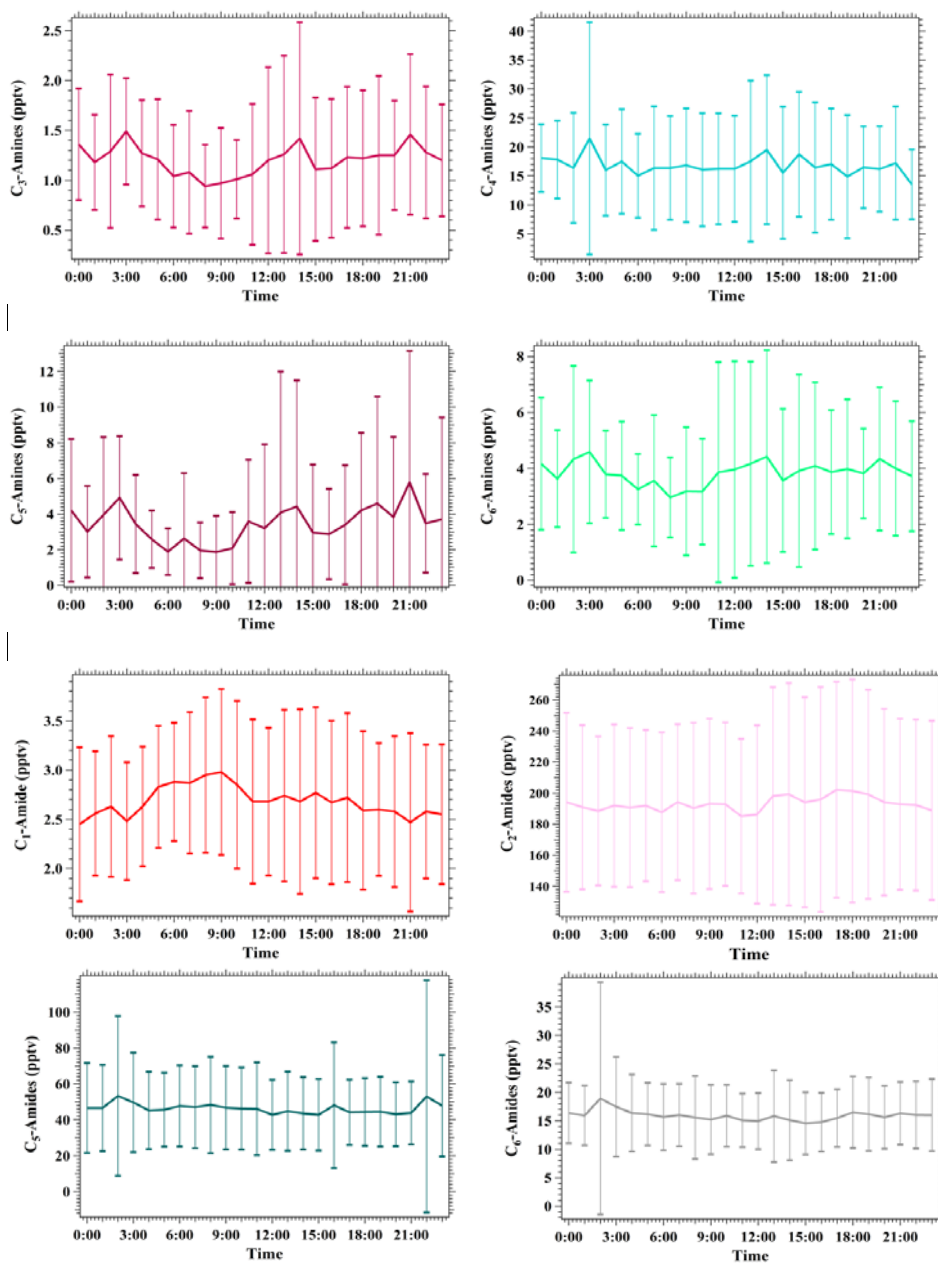 C3-Amines (pptv)
2.5
2.0
1.5
1.0
0.5
0:00 3:00 6:00 9:00 12:00 15:00 18:00 21:00
Time
C4-Amines (pptv)
40
35
30
25
20
15
10
5
0:00 3:00 6:00 9:00 12:00 15:00 18:00 21:00
Time
C5-Amines (pptv)
12
10
8
6
4
2
0
0:00 3:00 6:00 9:00 12:00 15:00 18:00 21:00
Time
C6-Amines (pptv)
8
6
4
2
0
0:00 3:00 6:00 9:00 12:00 15:00 18:00 21:00
Time
C1-Amide (pptv)
3.5
3.0
2.5
2.0
0:00 3:00 6:00 9:00 12:00 15:00 18:00 21:00
Time
C2-Amides (pptv)
260
240
220
200
180
160
140
0:00 3:00 6:00 9:00 12:00 15:00 18:00 21:00
Time
C5-Amides (pptv)
100
80
60
40
20
0
0:00 3:00 6:00 9:00 12:00 15:00 18:00 21:00
Time
C6-Amides (pptv)
35
30
25
20
15
10
5
0
0:00 3:00 6:00 9:00 12:00 15:00 18:00 21:00
Time